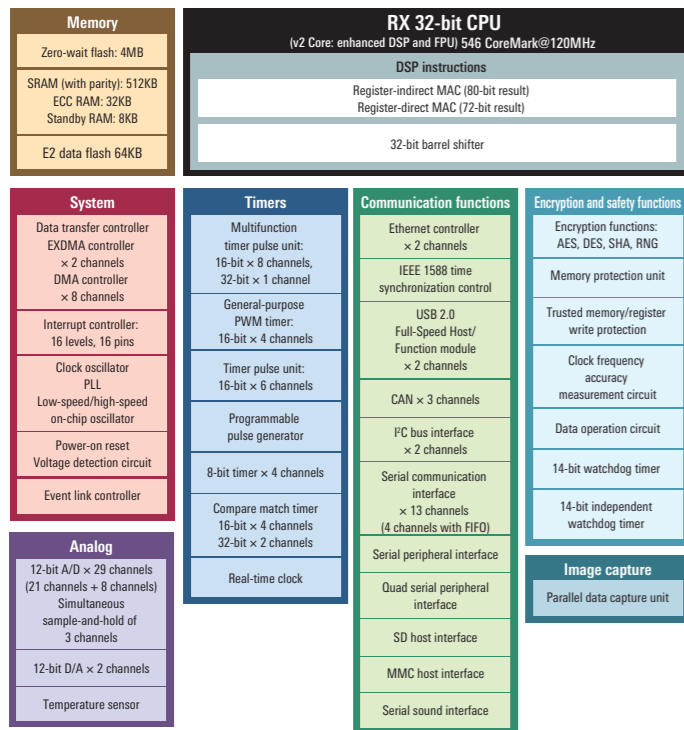 Memory
Zero-wait flash: 4MB
SRAM (with parity): 512KB
ECC RAM: 32KB
Standby RAM: 8KB
E2 data flash 64KB
RX 32-bit CPU
(v2 Core: enhanced DSP and FPU) 546 CoreMark@120MHz
DSP instructions
Register-indirect MAC (80-bit result)
Register-direct MAC (72-bit result)
32-bit barrel shifter
System
Data transfer controller
EXDMA controller
× 2 channels
DMA controller
× 8 channels
Interrupt controller:
16 levels, 16 pins
Clock oscillator
PLL
Low-speed/high-speed
on-chip oscillator
Power-on reset
Voltage detection circuit
Event link controller
Analog
12-bit A/D × 29 channels
(21 channels + 8 channels)
Simultaneous
sample-and-hold of
3 channels
12-bit D/A × 2 channels
Temperature sensor
Timers
Multifunction
timer pulse unit:
16-bit × 8 channels,
32-bit × 1 channel
General-purpose
PWM timer:
16-bit × 4 channels
Timer pulse unit:
16-bit × 6 channels
Programmable
pulse generator
8-bit timer × 4 channels
Compare match timer
16-bit × 4 channels
32-bit × 2 channels
Real-time clock
Communication functions
Ethernet controller
× 2 channels
IEEE 1588 time
synchronization control
USB 2.0
Full-Speed Host/
Function module
× 2 channels
CAN × 3 channels
I²C bus interface
× 2 channels
Serial communication
interface
× 13 channels
(4 channels with FIFO)
Serial peripheral interface
Quad serial peripheral
interface
SD host interface
MMC host interface
Serial sound interface
Encryption and safety functions
Encryption functions:
AES, DES, SHA, RNG
Memory protection unit
Trusted memory/register
write protection
Clock frequency
accuracy
measurement circuit
Data operation circuit
14-bit watchdog timer
14-bit independent
watchdog timer
Image capture
Parallel data capture unit